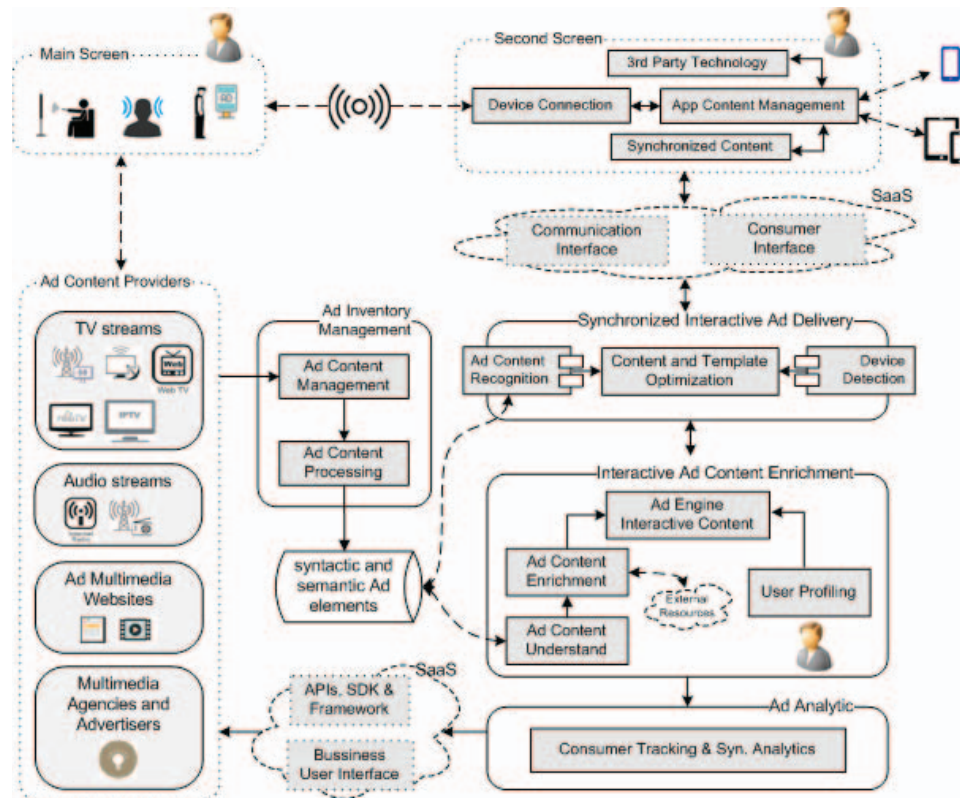 Main Screen
AD
Second Screen
3rd Party Technology
Device Connection
App Content Management
Synchronized Content
SaaS
Communication
Interface
Consumer
Interface
Ad Content Providers
TV streams
Web
Web TV
IPTV
Audio streams
Ad Multimedia
Websites
Multimedia
Agencies and
Advertisers
Ad Inventory
Management
Ad Content
Management
Ad Content
Processing
syntactic and
semantic Ad
elements
Synchronized Interactive Ad Delivery
Ad Content
Recognition
Content and Template
Optimization
Device
Detection
Interactive Ad Content Enrichment
Ad Engine
Interactive Content
Ad Content
Enrichment
External
Resources
User Profiling
Ad Content
Understand
SaaS
APIs, SDK &
Framework
Bussiness
User Interface
Ad Analytic
Consumer Tracking & Syn. Analytics